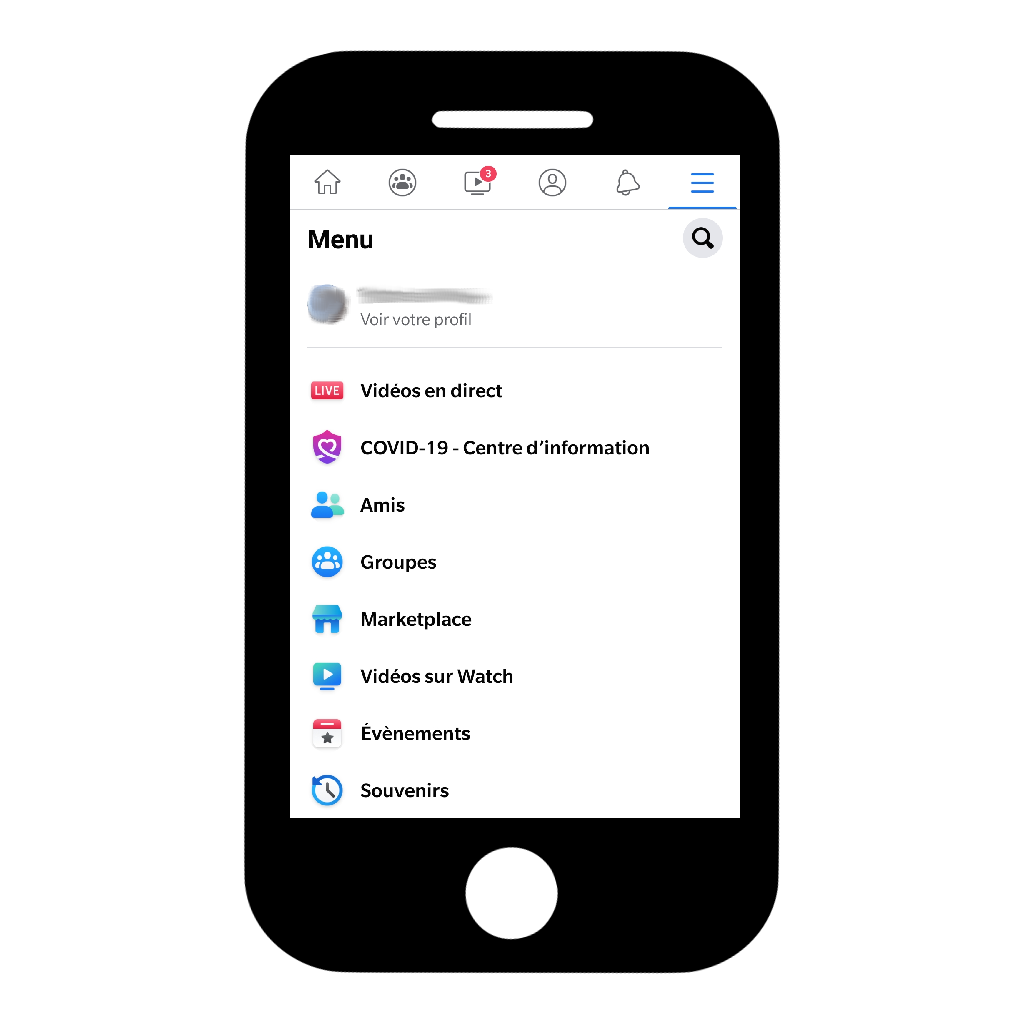 3
Menu
Voir votre profil
LIVE Vidéos en direct
COVID-19 - Centre d'information
Amis
Groupes
Marketplace
Vidéos sur Watch
Évènements
Souvenirs